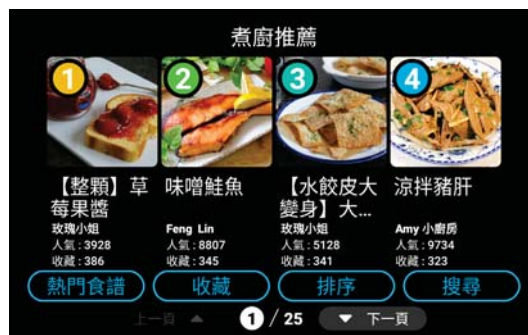 煮廚推薦
1
2
3
4
【整顆】草
莓果醬
玫瑰小姐
人氣:3928
收藏:386
味噌鮭魚
Feng Lin
人氣:8807
收藏:345
【水餃皮大
變身】大...
玫瑰小姐
人氣:5128
收藏:341
涼拌豬肝
Amy 小廚房
人氣:9734
收藏:323
熱門食譜
收藏
排序
搜尋
上一頁 ▲
1 / 25
▼ 下一頁